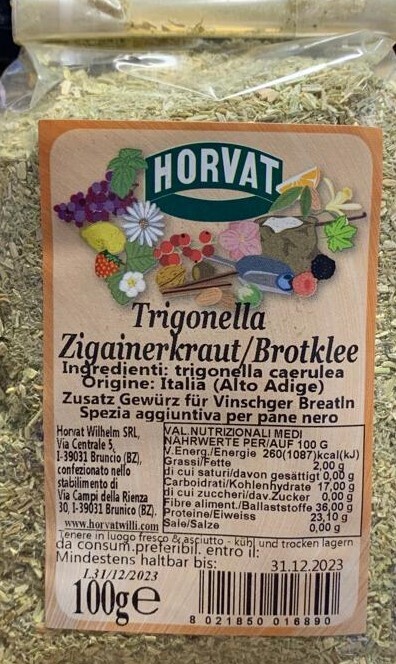 HORVAT
Trigonella
Zigainerkraut/Brotklee
Ingredienti: trigonella caerulea
Origine: Italia (Alto Adige)
Zusatz Gewürz für Vinschger Breatln
Spezia aggiuntiva per pane nero
Horvat Wilhelm SRL,
Via Centrale 5,
I-39031 Bruncio (BZ),
confezionato nello
stabilimento di
Via Campi della Rienza
30, I-39031 Brunico (BZ),
www.horvatwilli.com
VAL.NUTRIZIONALI MEDI
NÄHRWERTE PER/AUF 100 G
V.Energ./Energie 260(1087)kcal(kJ)
Grassi/Fette 2,00 g
di cui saturi/davon gesättigt 0,00 g
Carboidrati/Kohlenhydrate 17,00 g
di cui zuccheri/dav.Zucker 0,00 g
Fibre aliment./Ballaststoffe 36,00 g
Proteine/Eiweiss 23,10 g
Sale/Salze 0,00 g
Tenere in luogo fresco & asciutto - kühl und trocken lagern
da consum.preferibil. entro il:
Mindestens haltbar bis: 31.12.2023
L31/12/2023
100g e
8 021850 016890